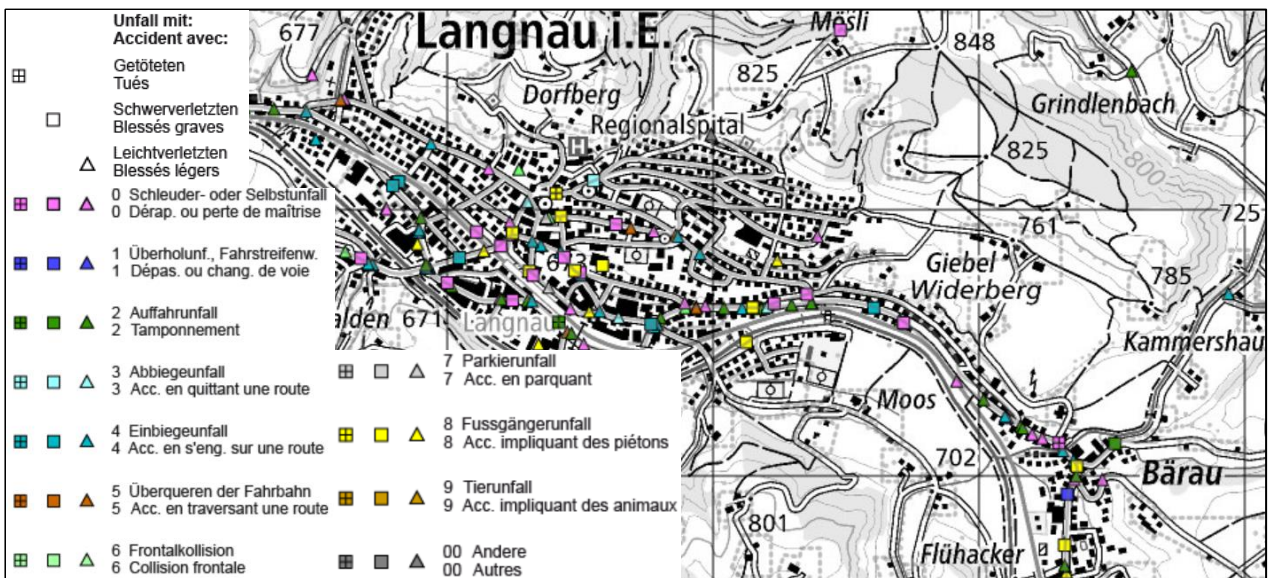 Unfall mit:
Accident avec:
Getöteten
Tués
Schwerverletzten
Blessés graves
Leichtverletzten
Blessés légers
0 Schleuder- oder Selbstunfall
0 Dérap. ou perte de maîtrise
1 Überholunf., Fahrstreifenw.
1 Dépas. ou chang. de voie
2 Auffahrunfall
2 Tamponnement
3 Abbiegeunfall
3 Acc. en quittant une route
4 Einbiegeunfall
4 Acc. en s'eng. sur une route
5 Überqueren der Fahrbahn
5 Acc. en traversant une route
6 Frontalkollision
6 Collision frontale
7 Parkierunfall
7 Acc. en parquant
8 Fussgängerunfall
8 Acc. impliquant des piétons
9 Tierunfall
9 Acc. impliquant des animaux
00 Andere
00 Autres
677
Langnau i.E.
Mösli
848
825
Dorfberg
Grindlenbach
Regionalspital
H
825
800
725
761
Giebel
Widerberg
785
673
alden 671
Langnau
Kammershau
Moos
702
Bärau
801
Flühacker